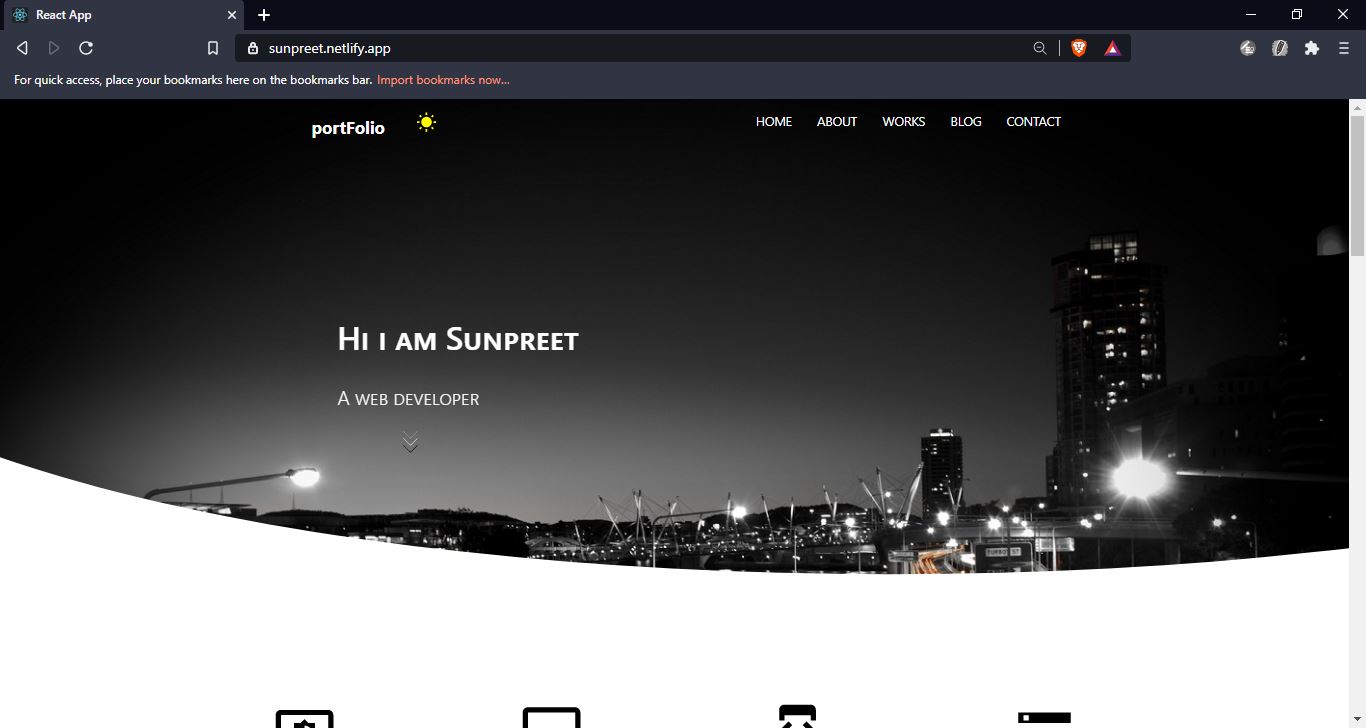 React App
sunpreet.netlify.app
For quick access, place your bookmarks here on the bookmarks bar. Import bookmarks now...
portFolio
HOME ABOUT WORKS BLOG CONTACT
Hi i am Sunpreet
A web developer
TURBOT ST